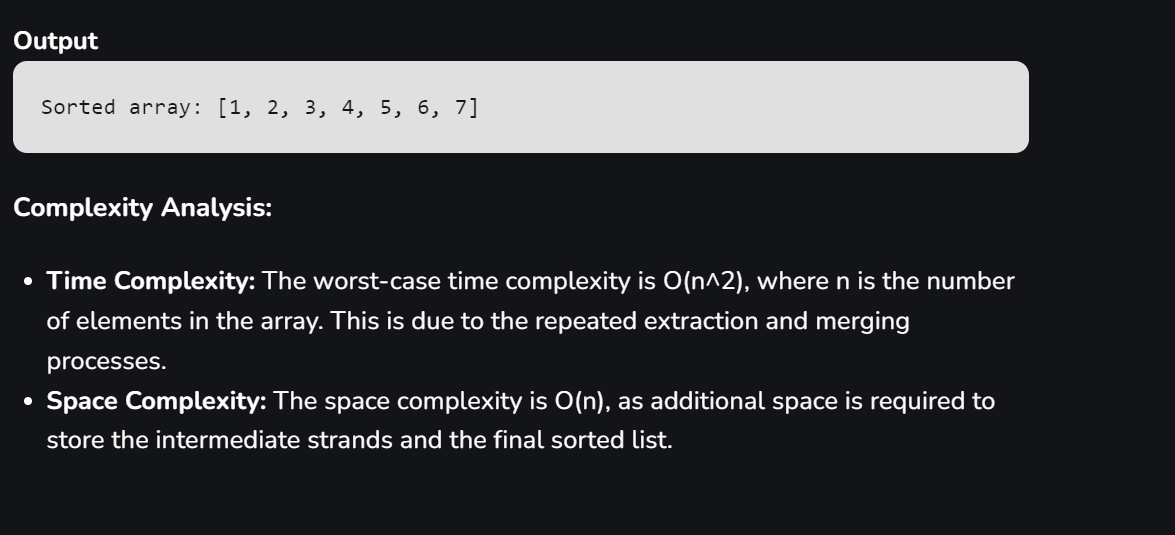 Output
Sorted array: [1, 2, 3, 4, 5, 6, 7]
Complexity Analysis:
• Time Complexity: The worst-case time complexity is O(n^2), where n is the number
of elements in the array. This is due to the repeated extraction and merging
processes.
• Space Complexity: The space complexity is O(n), as additional space is required to
store the intermediate strands and the final sorted list.